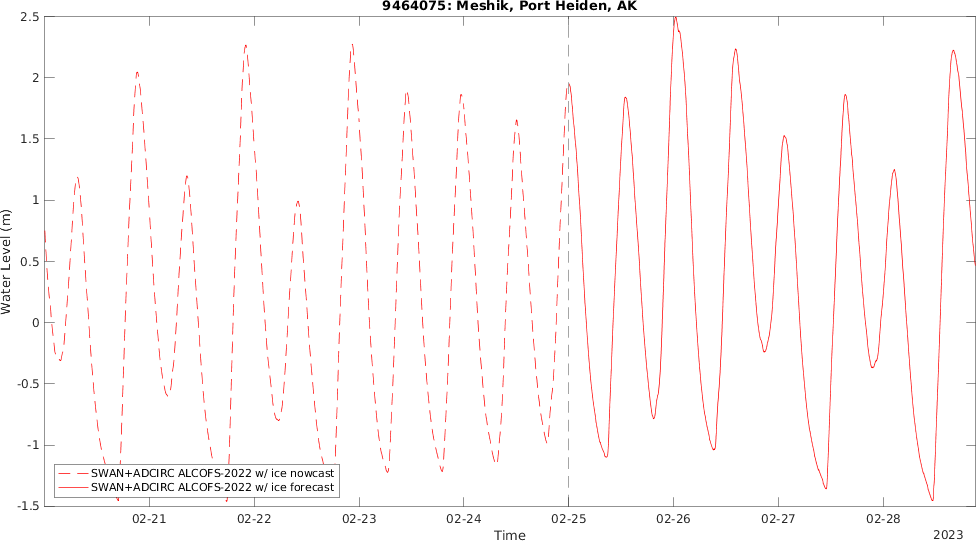 9464075: Meshik, Port Heiden, AK
2.5
2
1.5
1
0.5
0
-0.5
-1
-1.5
Water Level (m)
SWAN+ADCIRC ALCOFS-2022 w/ ice nowcast
SWAN+ADCIRC ALCOFS-2022 w/ ice forecast
02-21 02-22 02-23 02-24 02-25 02-26 02-27 02-28
Time
2023